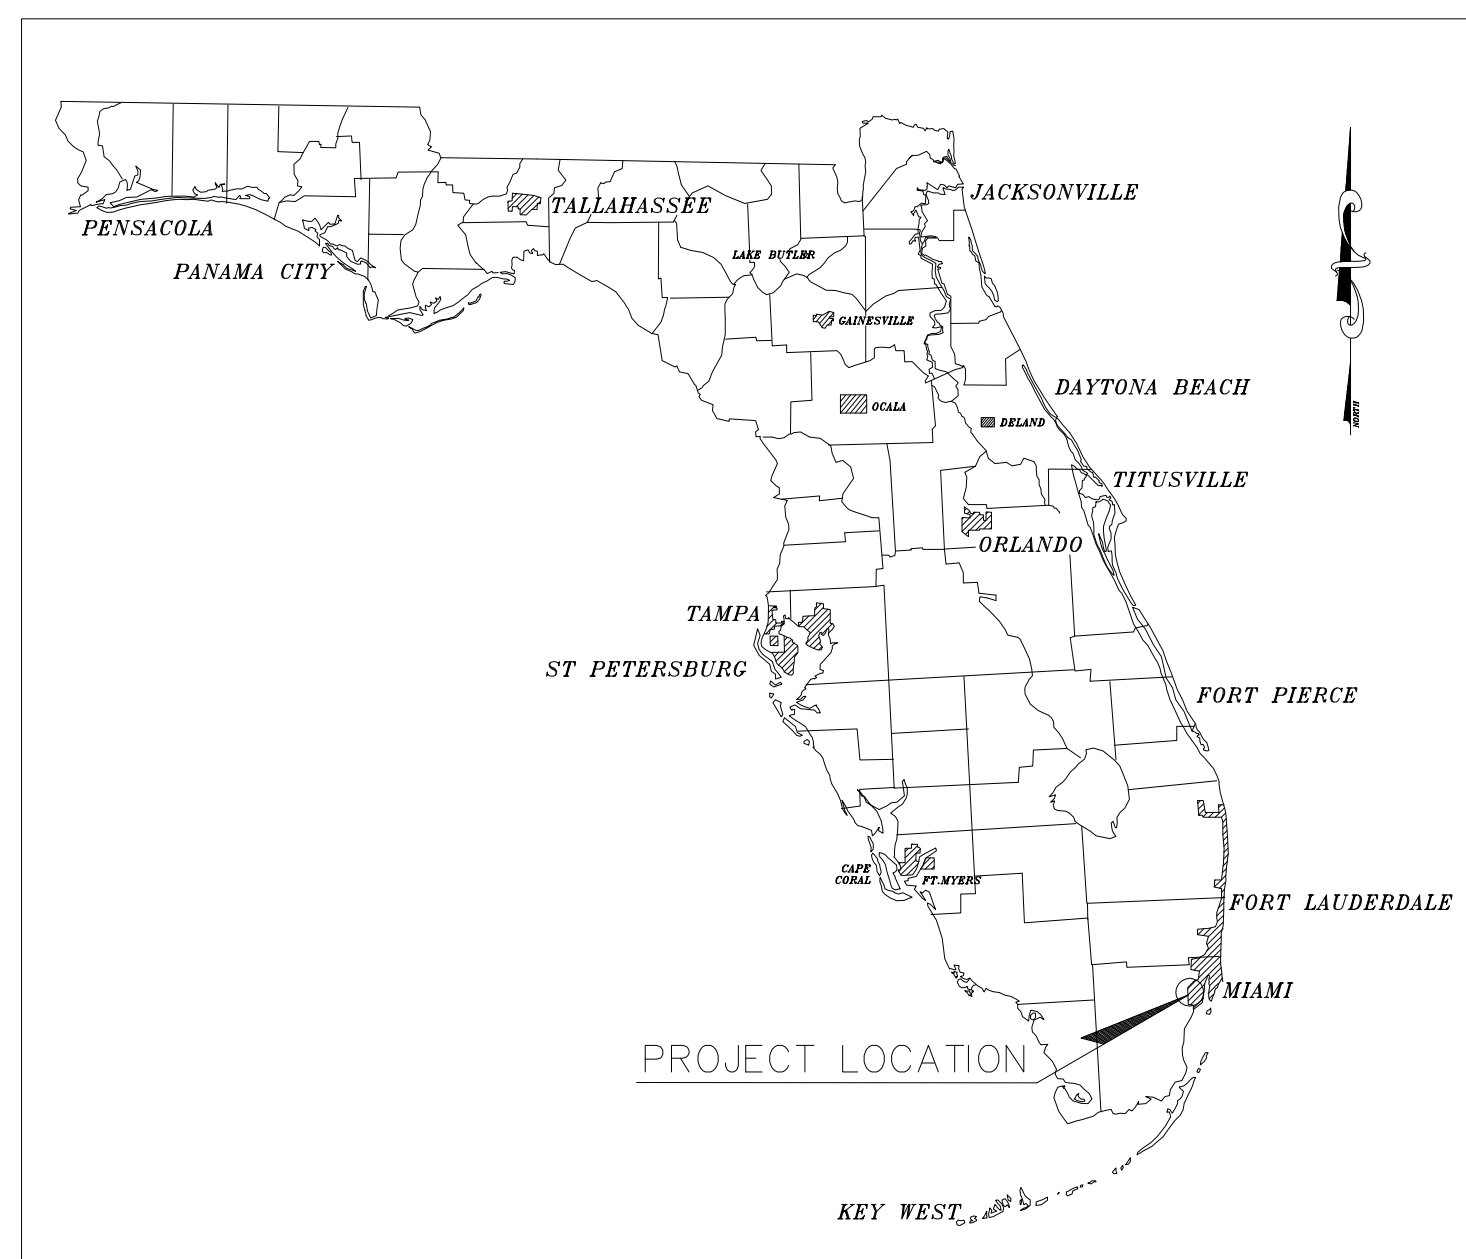 JACKSONVILLE
TALLAHASSEE
PENSACOLA
LAKE BUTLER
PANAMA CITY
GAINESVILLE
DAYTONA BEACH
OCALA
NORTH
DELAND
TITUSVILLE
ORLANDO
TAMPA
ST PETERSBURG
FORT PIERCE
CAPE
CORAL
FT.MYERS
FORT LAUDERDALE
MIAMI
PROJECT LOCATION
KEY WEST